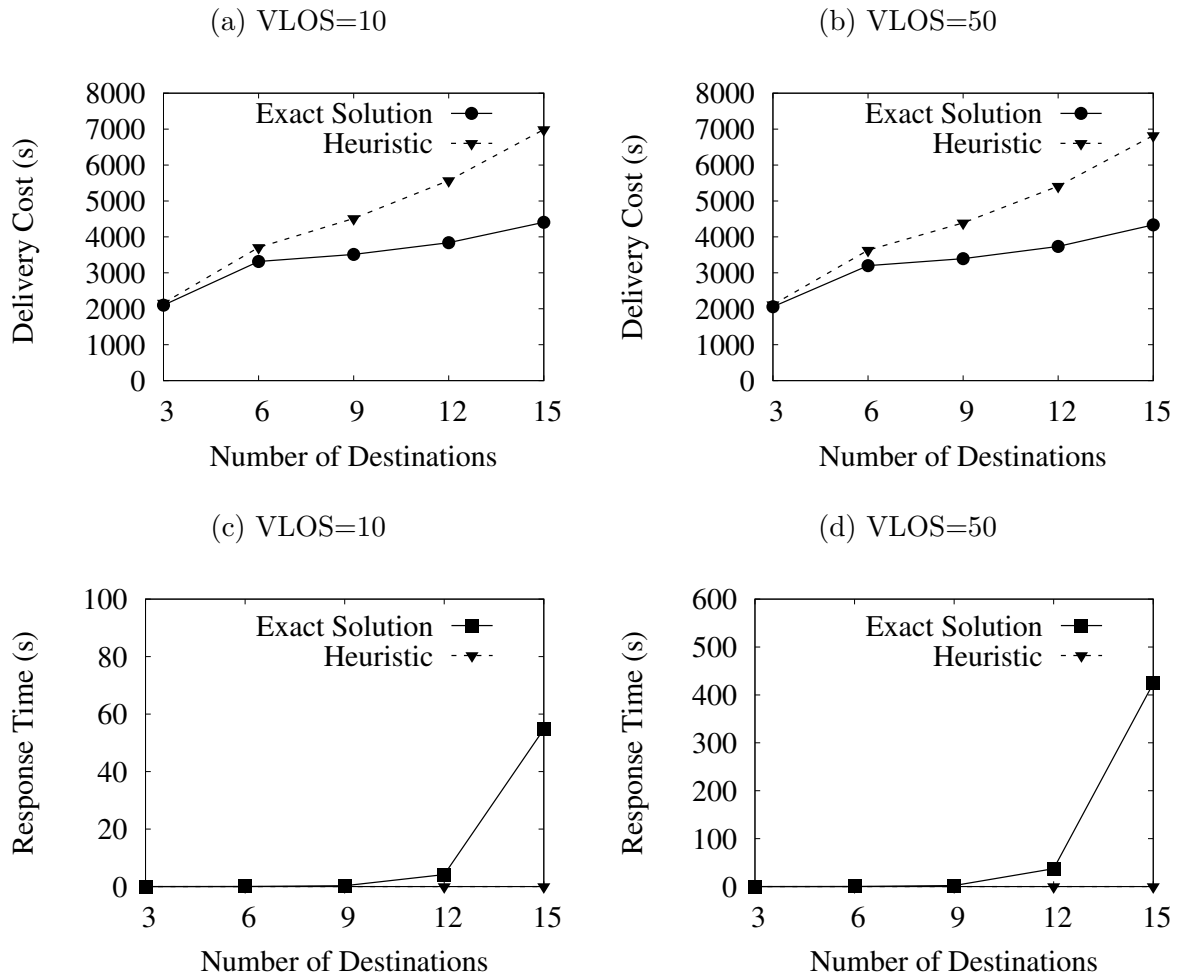 (a) VLOS=10
(b) VLOS=50
8000
7000
6000
5000
4000
3000
2000
1000
0
Delivery Cost (s)
Exact Solution
Heuristic
3 6 9 12 15
Number of Destinations
8000
7000
6000
5000
4000
3000
2000
1000
0
Delivery Cost (s)
Exact Solution
Heuristic
3 6 9 12 15
Number of Destinations
(c) VLOS=10
(d) VLOS=50
100
80
60
40
20
0
Response Time (s)
Exact Solution
Heuristic
3 6 9 12 15
Number of Destinations
600
500
400
300
200
100
0
Response Time (s)
Exact Solution
Heuristic
3 6 9 12 15
Number of Destinations